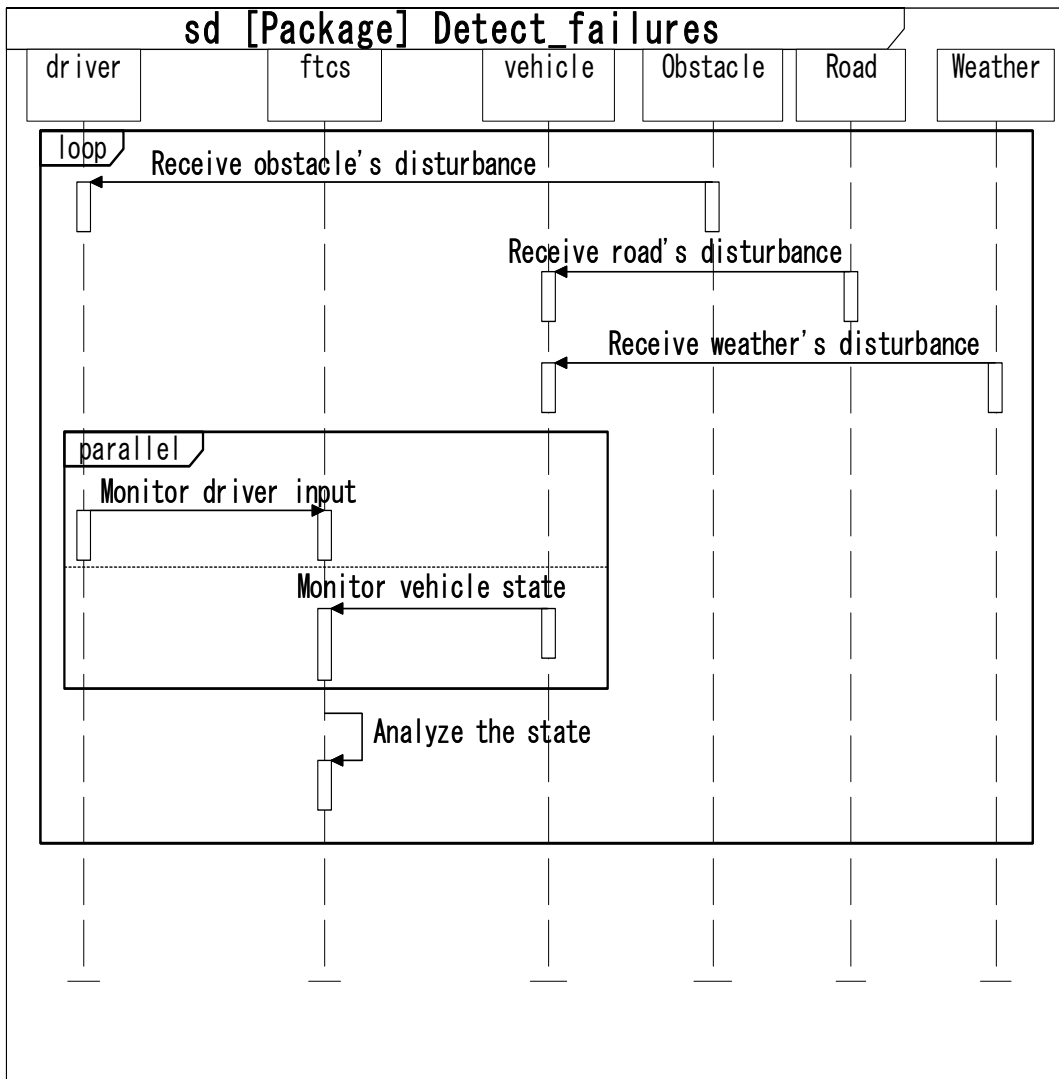 sd [Package] Detect_failures
driver
ftcs
vehicle
Obstacle
Road
Weather
loop
Receive obstacle's disturbance
Receive road's disturbance
Receive weather's disturbance
parallel
Monitor driver input
Monitor vehicle state
Analyze the state